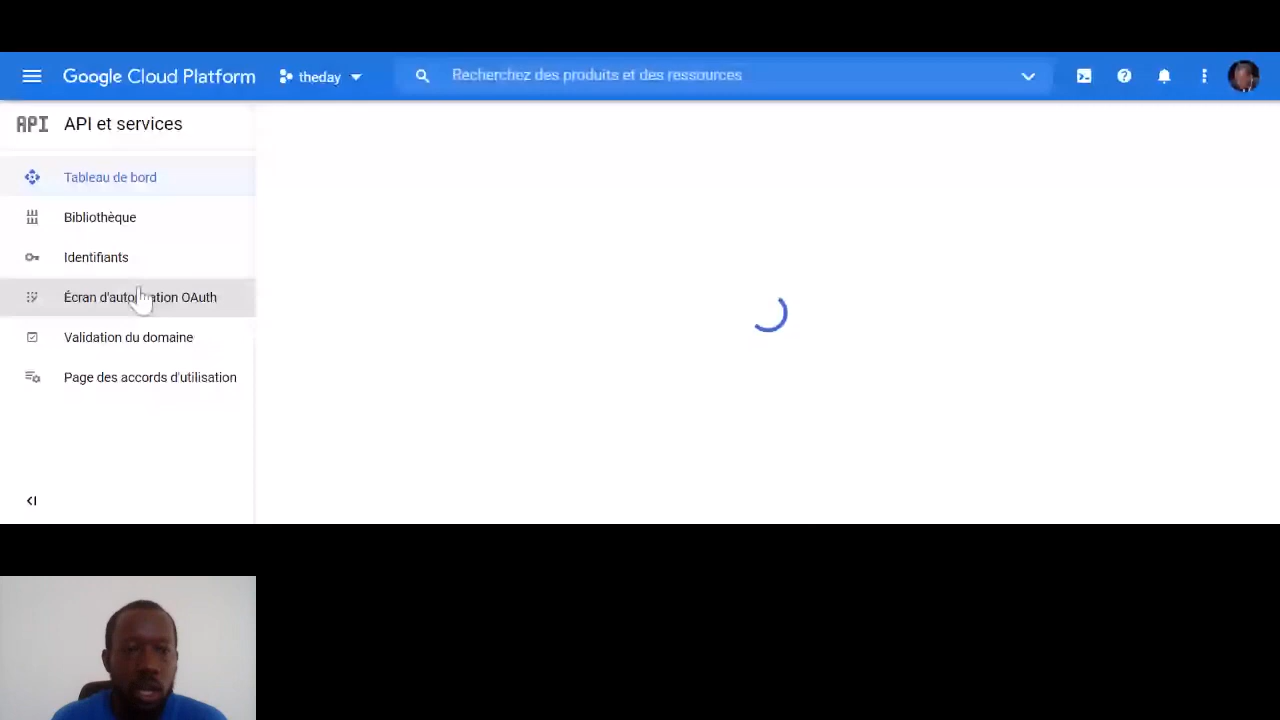 Google Cloud Platform theday Recherchez des produits et des ressources
API API et services
Tableau de bord
Bibliothèque
Identifiants
Écran d'autorisation OAuth
Validation du domaine
Page des accords d'utilisation